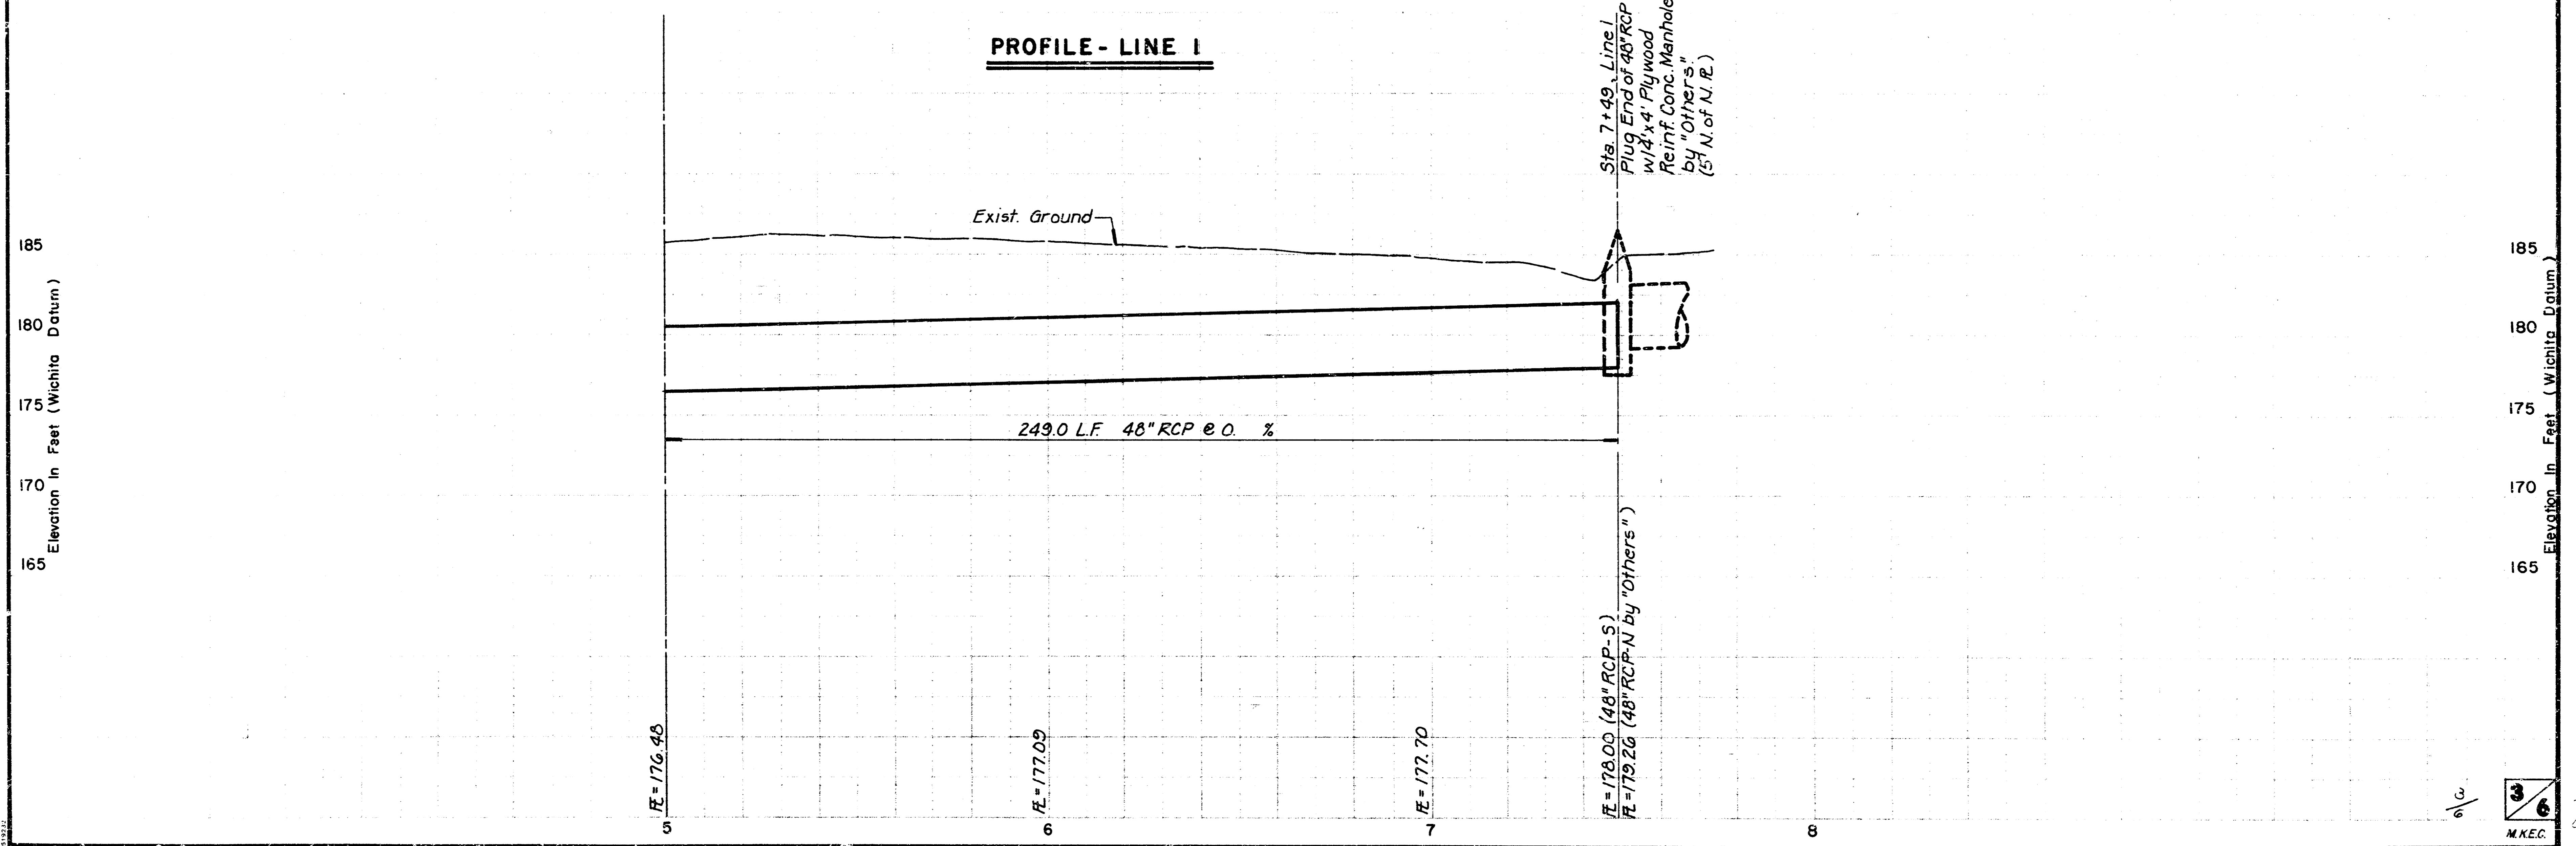 PROFILE - LINE 1
Sta. 7+49, Line 1
Plug End of 48" RCP
w/4'x4' Plywood
Reinf. Conc. Manhole
by "Others"
(5' N. of N. PL)
Exist. Ground
185
180
175
170
165
Elevation In Feet (Wichita Datum)
185
180
175
170
165
Elevation In Feet (Wichita Datum)
249.0 L.F. 48" RCP @ 0. %
FL = 176.48
FL = 177.09
FL = 177.70
FL = 178.00 (48" RCP-S)
FL = 179.26 (48" RCP-N by "Others")
5
6
7
8
3/6
3/6
M.K.E.C.